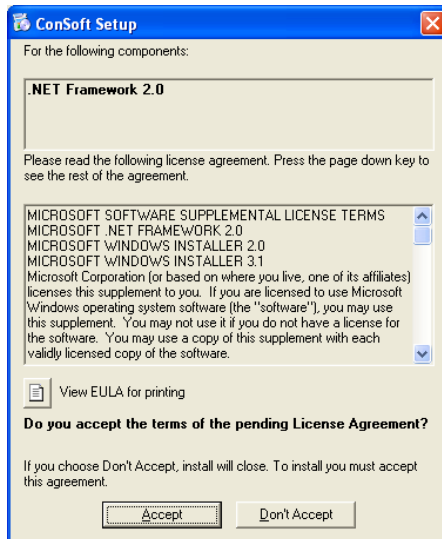 ConSoft Setup
For the following components:
.NET Framework 2.0
Please read the following license agreement. Press the page down key to
see the rest of the agreement.
MICROSOFT SOFTWARE SUPPLEMENTAL LICENSE TERMS
MICROSOFT .NET FRAMEWORK 2.0
MICROSOFT WINDOWS INSTALLER 2.0
MICROSOFT WINDOWS INSTALLER 3.1
Microsoft Corporation (or based on where you live, one of its affiliates)
licenses this supplement to you.  If you are licensed to use Microsoft
Windows operating system software (the "software"), you may use
this supplement.  You may not use it if you do not have a license for
the software.  You may use a copy of this supplement with each
validly licensed copy of the software.
View EULA for printing
Do you accept the terms of the pending License Agreement?
If you choose Don't Accept, install will close. To install you must accept
this agreement.
Accept
Don't Accept